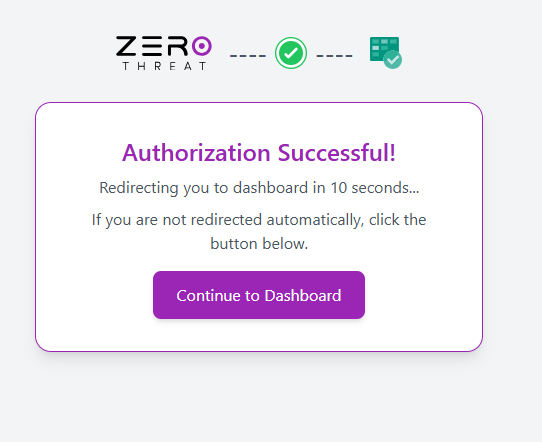 ZERO
THREAT
Authorization Successful!
Redirecting you to dashboard in 10 seconds...
If you are not redirected automatically, click the
button below.
Continue to Dashboard